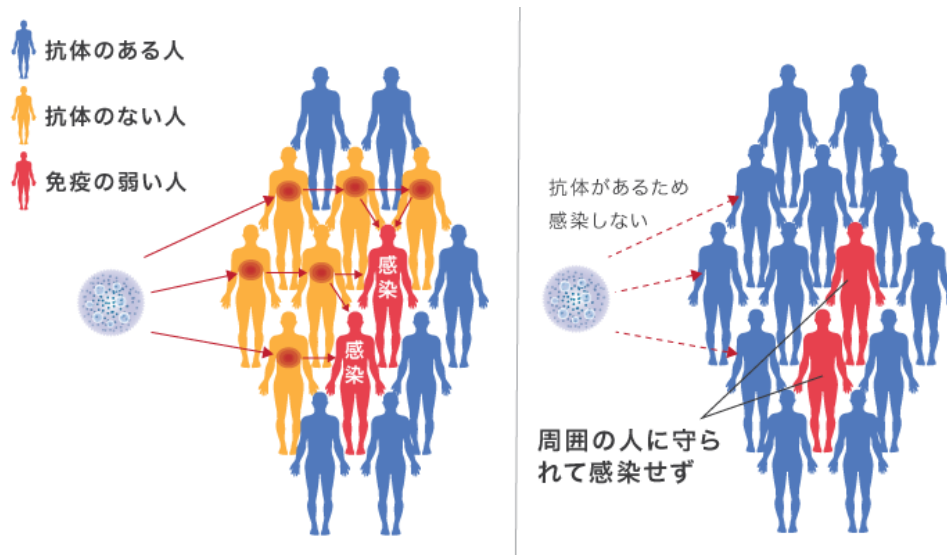 抗体のある人
抗体のない人
免疫の弱い人
感染
感染
抗体があるため
感染しない
周囲の人に守ら
れて感染せず